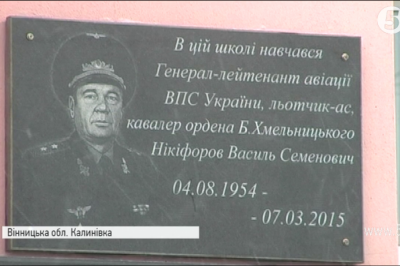 В цій школі навчався
Генерал-лейтенант авіації
ВПС України, льотчик-ас,
кавалер ордена Б.Хмельницького
Нікіфоров Василь Семенович
04.08.1954 -
- 07.03.2015
Вінницька обл. Калинівка
5